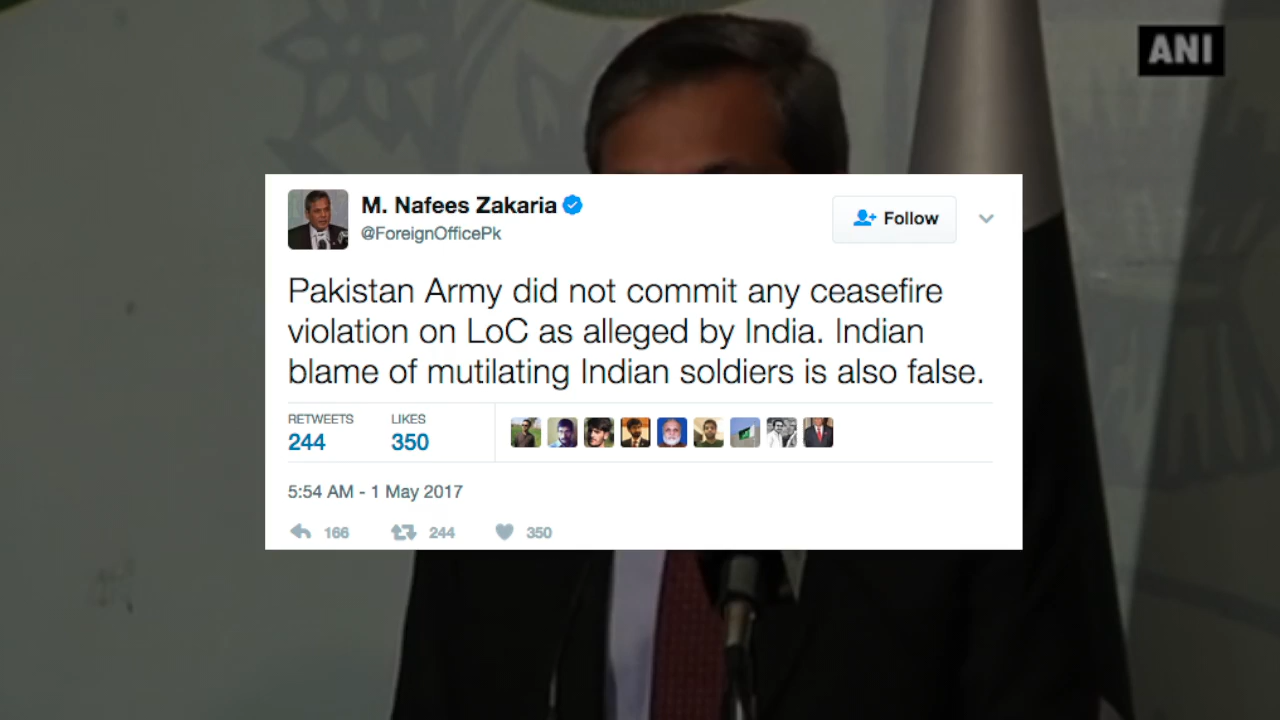 ANI
M. Nafees Zakaria
@ForeignOfficePk
Follow
Pakistan Army did not commit any ceasefire
violation on LoC as alleged by India. Indian
blame of mutilating Indian soldiers is also false.
RETWEETS LIKES
244 350
5:54 AM - 1 May 2017
166 244 350